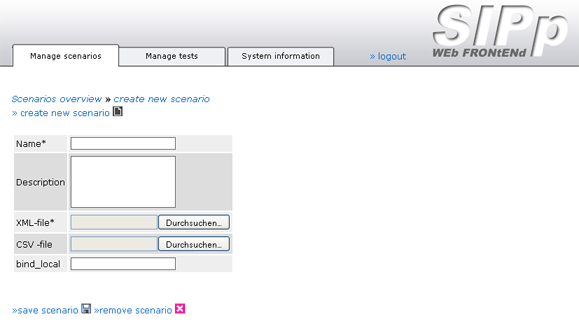 SIPp
WEb FRONtENd
Manage scenarios
Manage tests
System information
» logout
Scenarios overview » create new scenario
» create new scenario
Name*
Description
XML-file*
Durchsuchen...
CSV -file
Durchsuchen...
bind_local
»save scenario »remove scenario